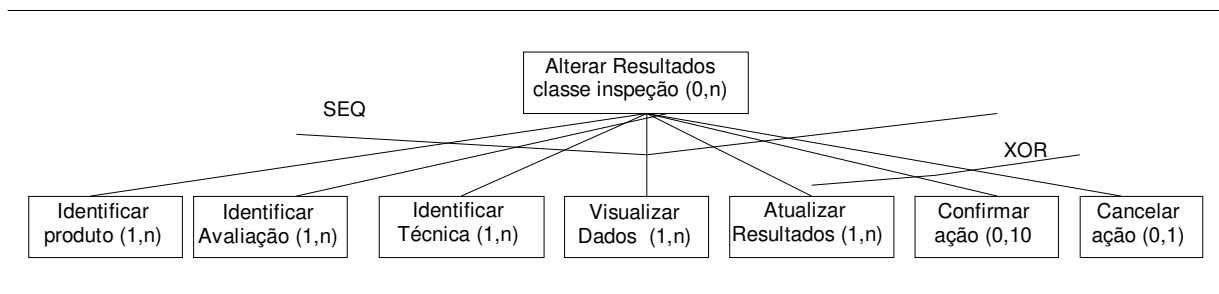 Alterar Resultados
classe inspeção (0,n)
SEQ
XOR
Identificar
produto (1,n)
Identificar
Avaliação (1,n)
Identificar
Técnica (1,n)
Visualizar
Dados (1,n)
Atualizar
Resultados (1,n)
Confirmar
ação (0,10
Cancelar
ação (0,1)